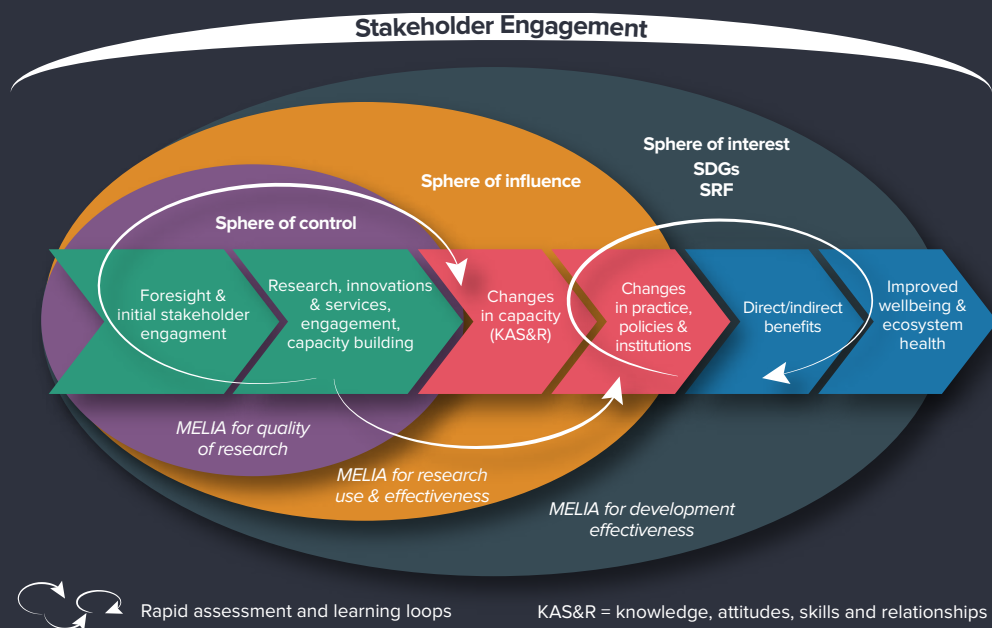 Stakeholder Engagement
Sphere of interest
SDGs
SRF
Sphere of influence
Sphere of control
Foresight &
initial stakeholder
engagment
Research, innovations
& services,
engagement,
capacity building
Changes
in capacity
(KAS&R)
Changes
in practice,
policies &
institutions
Direct/indirect
benefits
Improved
wellbeing &
ecosystem
health
MELIA for quality
of research
MELIA for research
use & effectiveness
MELIA for development
effectiveness
Rapid assessment and learning loops
KAS&R = knowledge, attitudes, skills and relationships